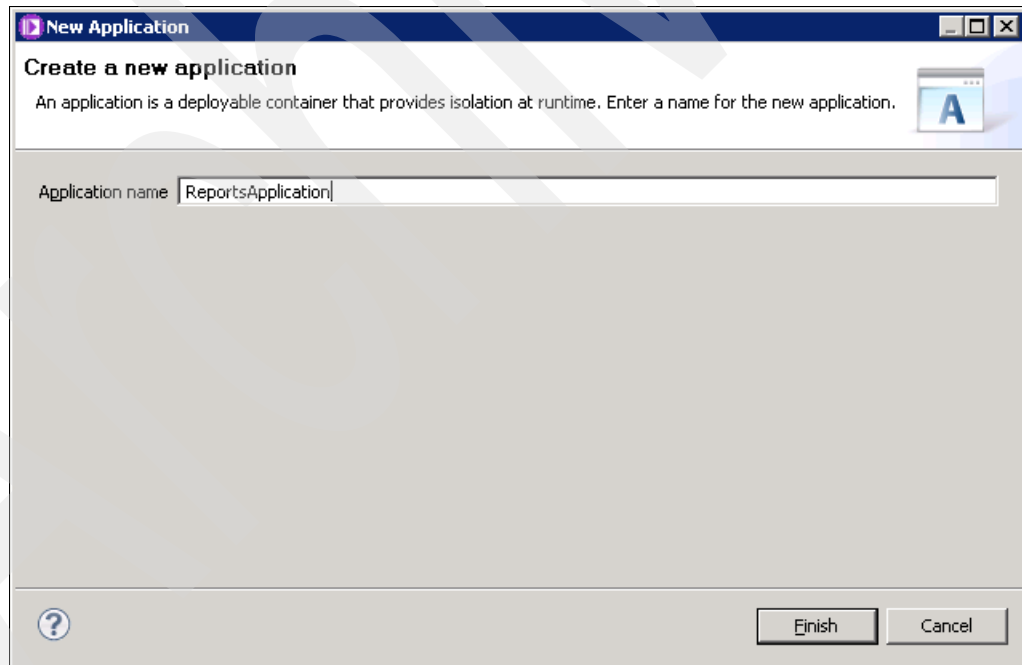 New Application
Create a new application
An application is a deployable container that provides isolation at runtime. Enter a name for the new application.
A
Application name ReportsApplication
?
Finish Cancel